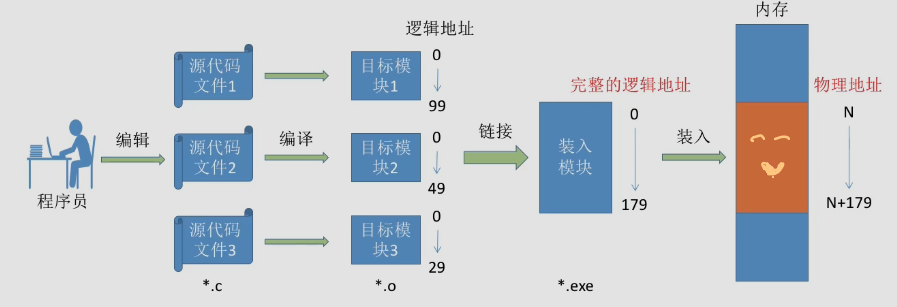 内存
逻辑地址
源代码
文件1
目标模
块1
0
99
完整的逻辑地址
物理地址
程序员
编辑
源代码
文件2
编译
目标模
块2
0
49
链接
装入
模块
0
179
装入
N
N+179
源代码
文件3
目标模
块3
0
29
*.c
*.o
*.exe